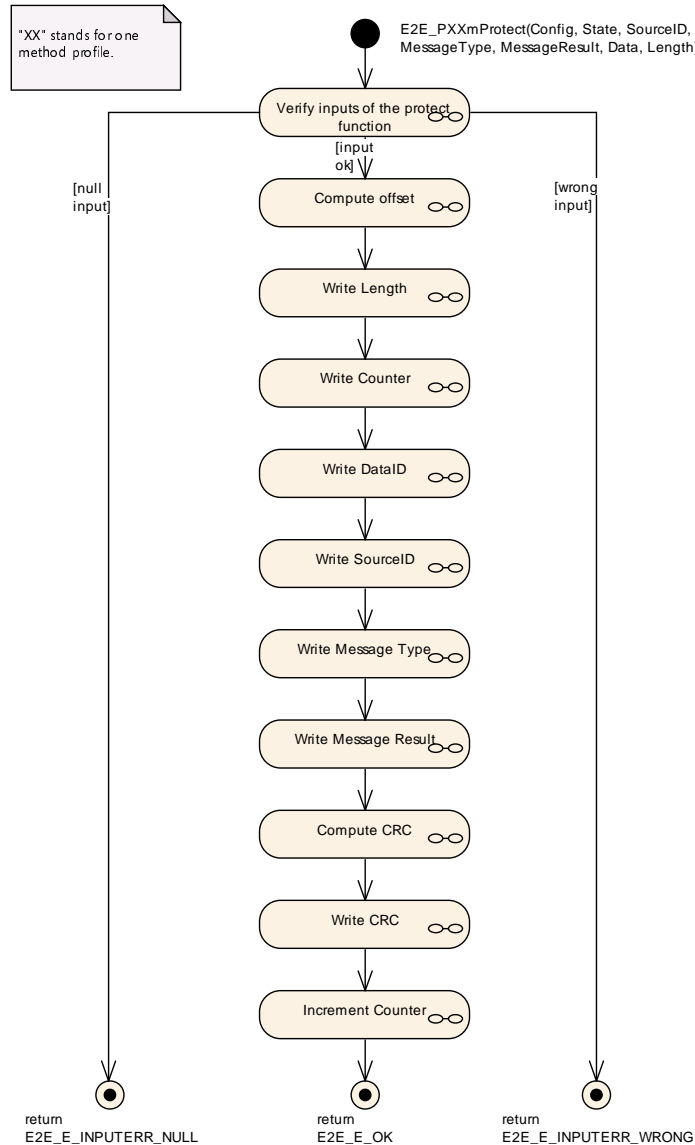 "XX" stands for one
method profile.
E2E_PXXmProtect(Config, State, SourceID,
MessageType, MessageResult, Data, Length)
Verify inputs of the protect
function
[input
ok]
[null
input]
[wrong
input]
Compute offset
Write Length
Write Counter
Write DataID
Write SourceID
Write Message Type
Write Message Result
Compute CRC
Write CRC
Increment Counter
return
E2E_E_INPUTERR_NULL
return
E2E_E_OK
return
E2E_E_INPUTERR_WRONG